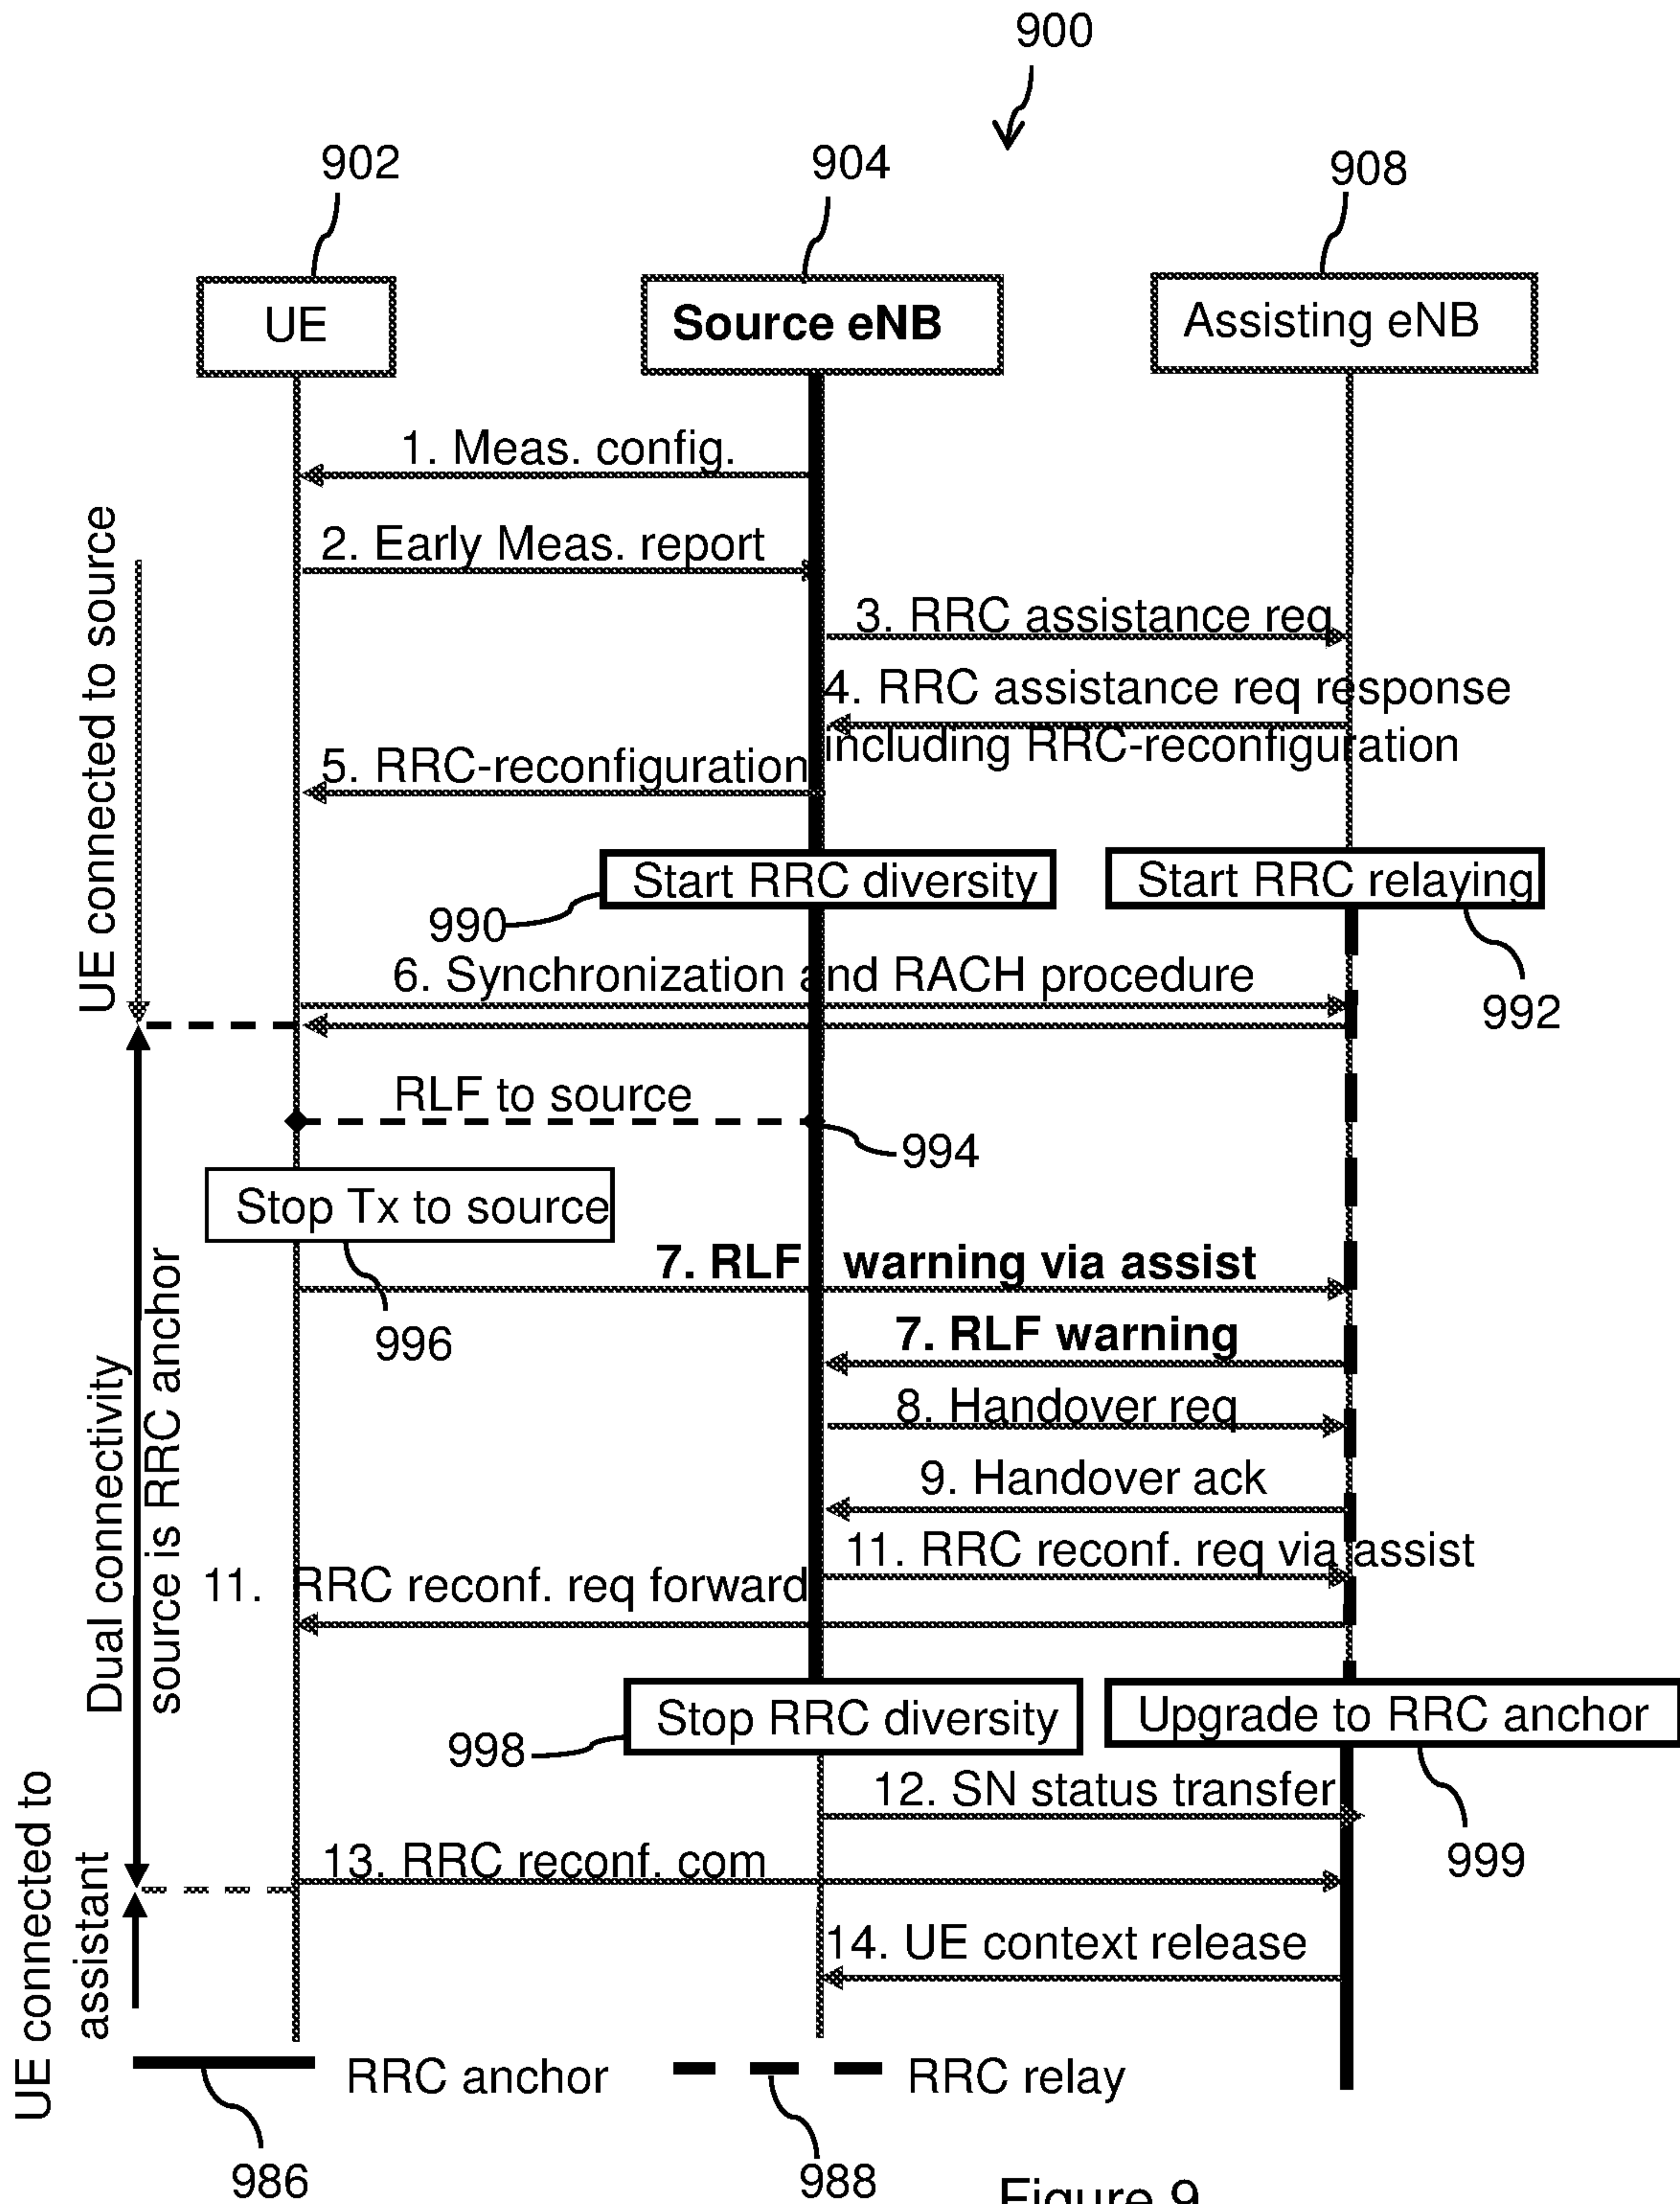 900
902
904
908
UE
Source eNB
Assisting eNB
1. Meas. config.
2. Early Meas. report
3. RRC assistance req
4. RRC assistance req response
including RRC-reconfiguration
5. RRC-reconfiguration
UE connected to source
Start RRC diversity
Start RRC relaying
990
992
6. Synchronization and RACH procedure
RLF to source
994
Stop Tx to source
996
7. RLF warning via assist
7. RLF warning
8. Handover req
9. Handover ack
11. RRC reconf. req via assist
11. RRC reconf. req forward
Dual connectivity
source is RRC anchor
Stop RRC diversity
Upgrade to RRC anchor
998
999
12. SN status transfer
13. RRC reconf. com
14. UE context release
UE connected to
assistant
RRC anchor
RRC relay
986
988
Figure 9